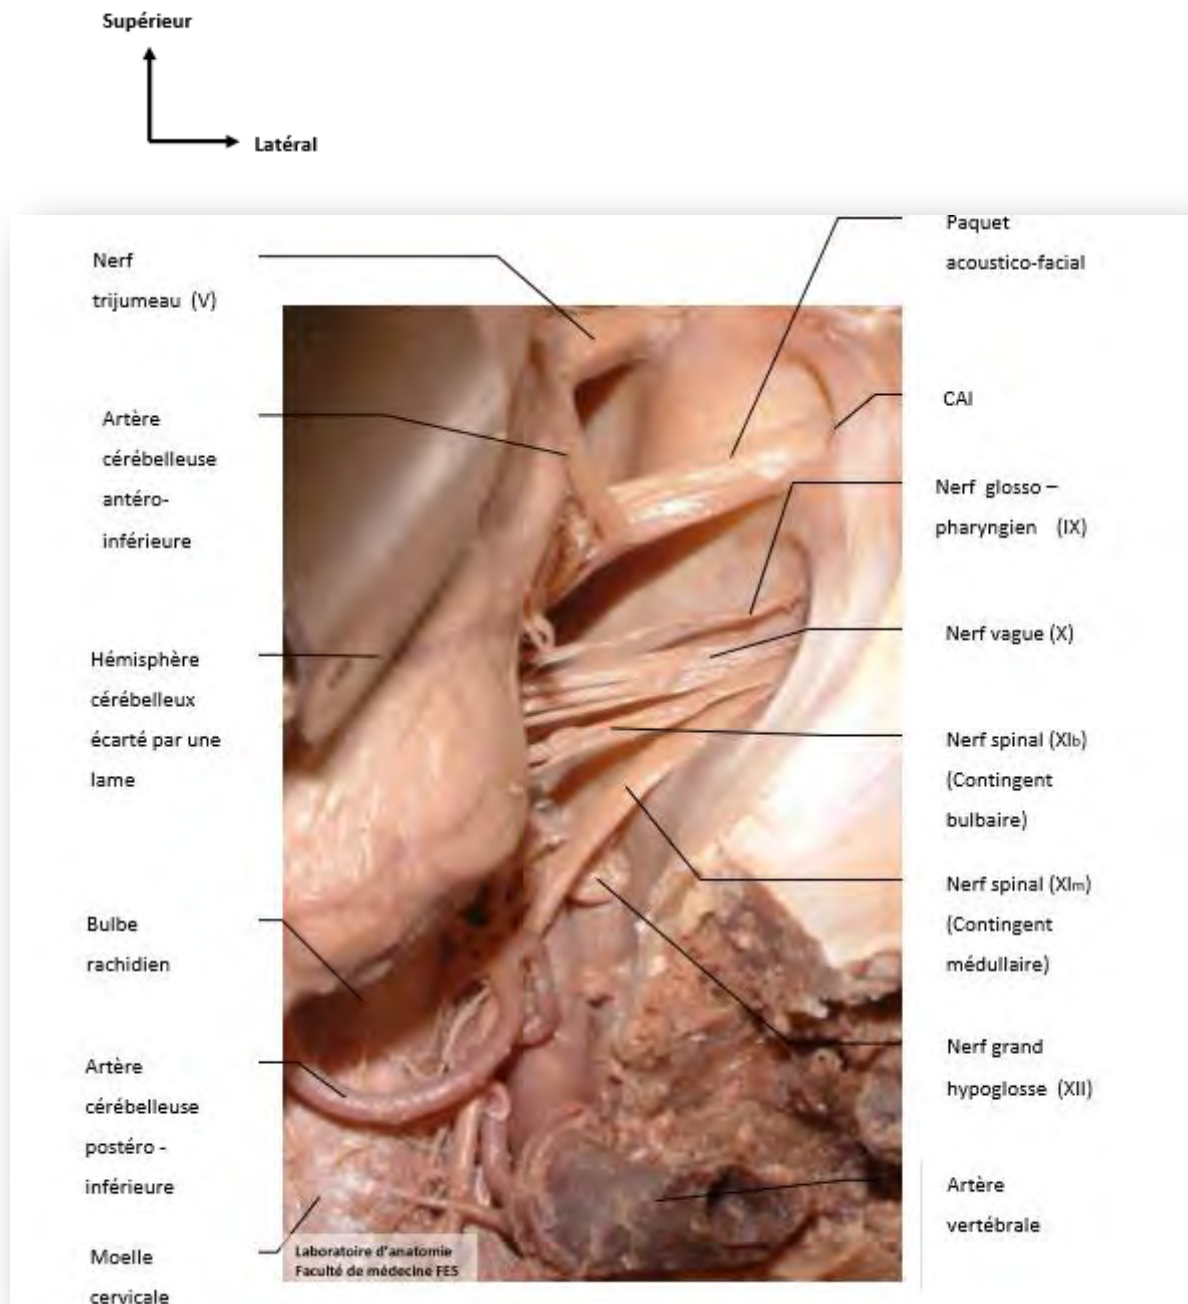 Supérieur
Latéral
Nerf
trijumeau (V)
Artère
cérébelleuse
antéro-
inférieure
Hémisphère
cérébelleux
écarté par une
lame
Bulbe
rachidien
Artère
cérébelleuse
postéro -
inférieure
Moelle
cervicale
Paquet
acoustico-facial
CAI
Nerf glosso –
pharyngien (IX)
Nerf vague (X)
Nerf spinal (XIb)
(Contingent
bulbaire)
Nerf spinal (XIm)
(Contingent
médullaire)
Nerf grand
hypoglosse (XII)
Artère
vertébrale
Laboratoire d'anatomie
Faculté de médecine FES